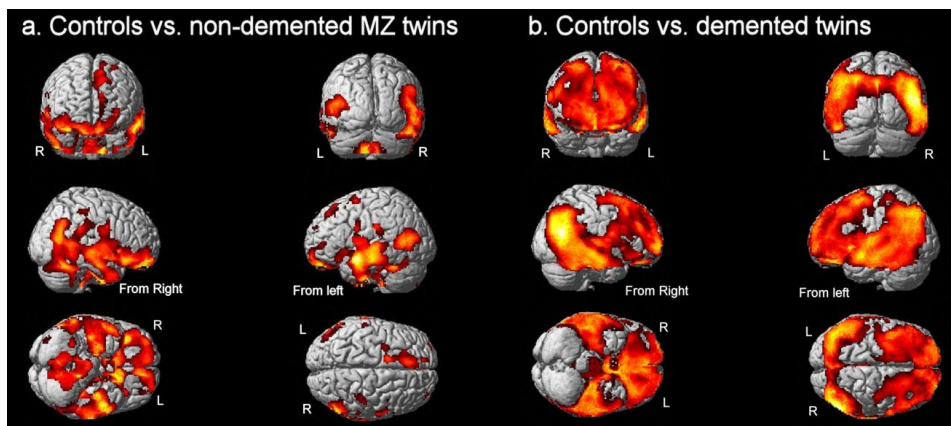 a. Controls vs. non-demented MZ twins
b. Controls vs. demented twins
R L
L R
R L
L R
From Right
From left
From Right
From left
R
L
R
L
L
R
L
R